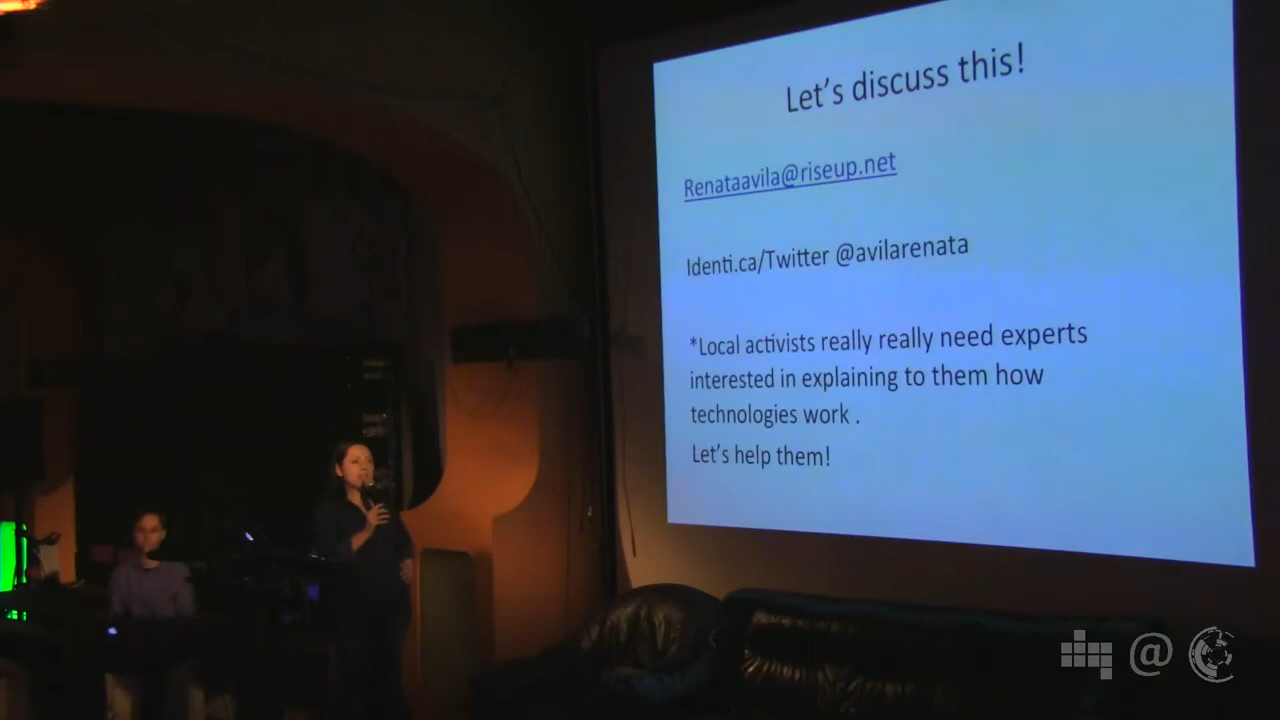 Let's discuss this!
Renataavila@riseup.net
Identi.ca/Twitter @avilarenata
*Local activists really really need experts
interested in explaining to them how
technologies work .
Let's help them!
@